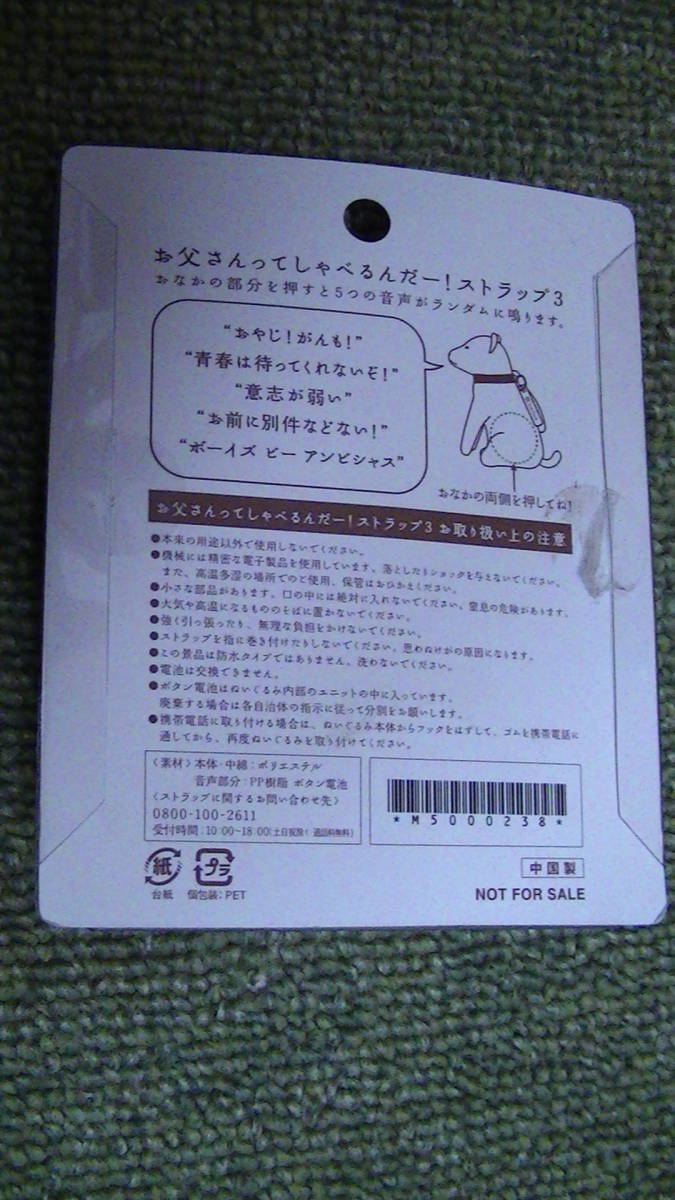 お父さんってしゃべるんだー！ストラップ3
おなかの部分を押すと5つの音声がランダムに鳴ります。
“おやじ！がんも！”
“青春は待ってくれないぞ！”
“意志が弱い”
“お前に別件などない！”
“ボーイズ ビー アンビシャス”
おなかの両側を押してね！
お父さんってしゃべるんだー！ストラップ3 お取り扱い上の注意
●本来の用途以外で使用しないでください。
●機械には精密な電子製品を使用しています。落としたりショックを与えないでください。
また、高温多湿の場所でのご使用、保管はおひかえください。
●小さな部品があります。口の中には絶対に入れないでください。窒息の危険があります。
●火気や高温になるもののそばに置かないでください。
●強く引っ張ったり、無理な負担をかけないでください。
●ストラップを指に巻き付けたりしないでください。思わぬけがの原因になります。
●この景品は防水タイプではありません。洗わないでください。
●電池は交換できません。
●ボタン電池はぬいぐるみ内部のユニットの中に入っています。
廃棄する場合は各自治体の指示に従って分別をお願いします。
●携帯電話に取り付ける場合は、ぬいぐるみ本体からフックをはずして、ゴムを携帯電話に
通してから、再度ぬいぐるみを取り付けてください。
〈素材〉本体・中綿：ポリエステル
音声部分：PP樹脂 ボタン電池
〈ストラップに関するお問い合わせ先〉
0800-100-2611
受付時間：10:00~18:00(土日祝除く 通話料無料)
*M5000238*
紙
プラ
台紙
個包装：PET
中国製
NOT FOR SALE